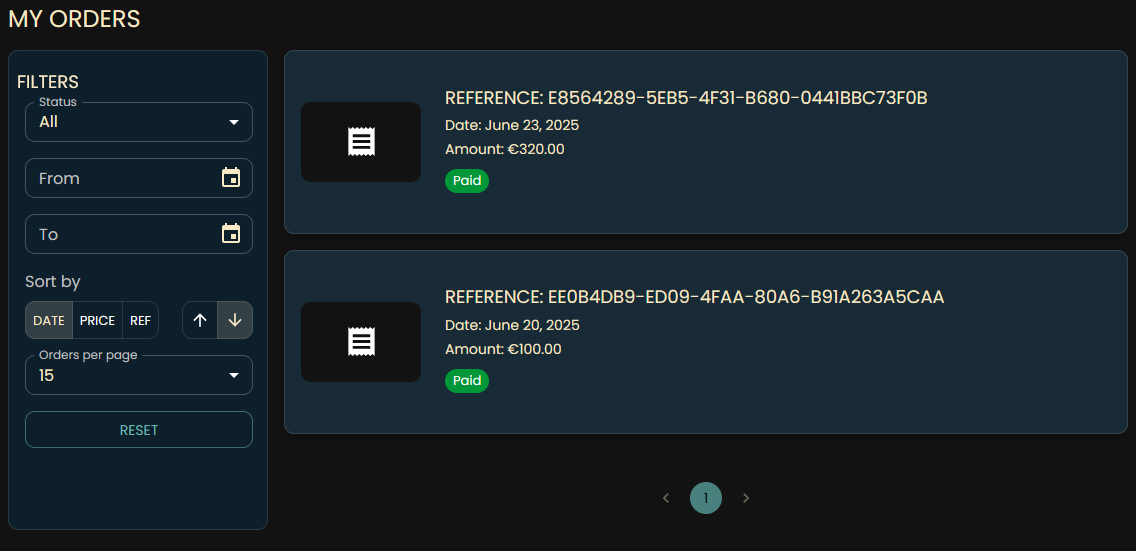 MY ORDERS
FILTERS
Status
All
From
To
Sort by
DATE PRICE REF
Orders per page
15
RESET
REFERENCE: E8564289-5EB5-4F31-B680-0441BBC73F0B
Date: June 23, 2025
Amount: €320.00
Paid
REFERENCE: EE0B4DB9-ED09-4FAA-80A6-B91A263A5CAA
Date: June 20, 2025
Amount: €100.00
Paid
1